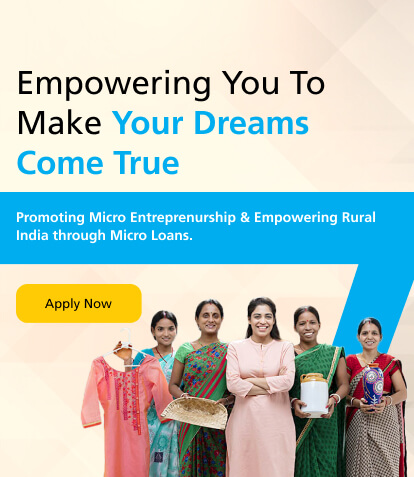 Empowering You To
Make Your Dreams
Come True
Promoting Micro Entreprenurship & Empowering Rural
India through Micro Loans.
Apply Now